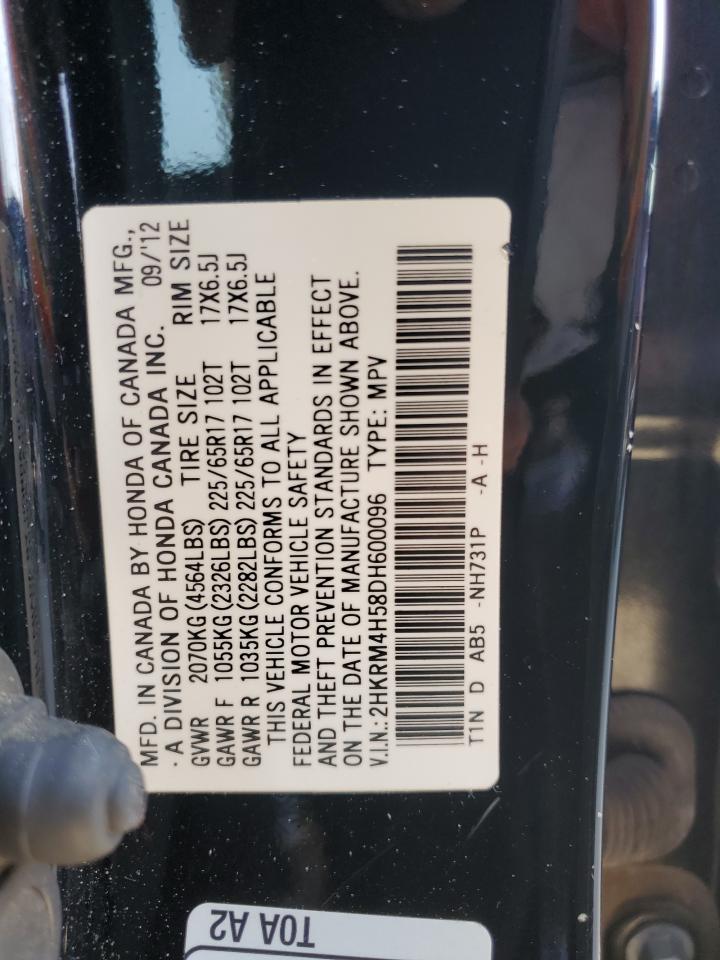 MFD. IN CANADA BY HONDA OF CANADA MFG.,
- A DIVISION OF HONDA CANADA INC. 09/'12
GVWR 2070KG(4564LBS) TIRE SIZE RIM SIZE
GAWR F 1055KG(2326LBS) 225/65R17 102T 17X6.5J
GAWR R 1035KG(2282LBS) 225/65R17 102T 17X6.5J
THIS VEHICLE CONFORMS TO ALL APPLICABLE
FEDERAL MOTOR VEHICLE SAFETY
AND THEFT PREVENTION STANDARDS IN EFFECT
ON THE DATE OF MANUFACTURE SHOWN ABOVE.
V.I.N.: 2HKRM4H58DH600096 TYPE: MPV
T1N D AB5 -NH731P -A -H
T0A A2